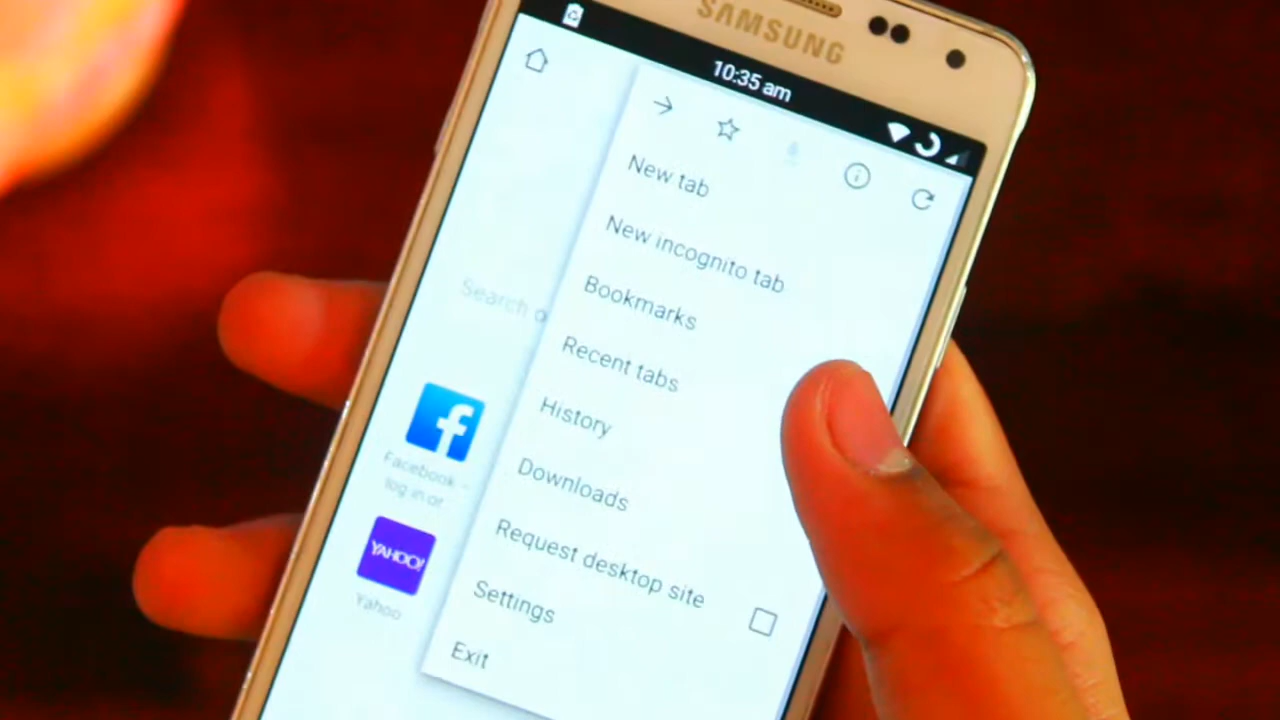 SAMSUNG
10:35 am
New tab
New incognito tab
Bookmarks
Search
Recent tabs
History
Facebook -
log in or
Downloads
YAHOO!
Yahoo
Request desktop site
Settings
Exit